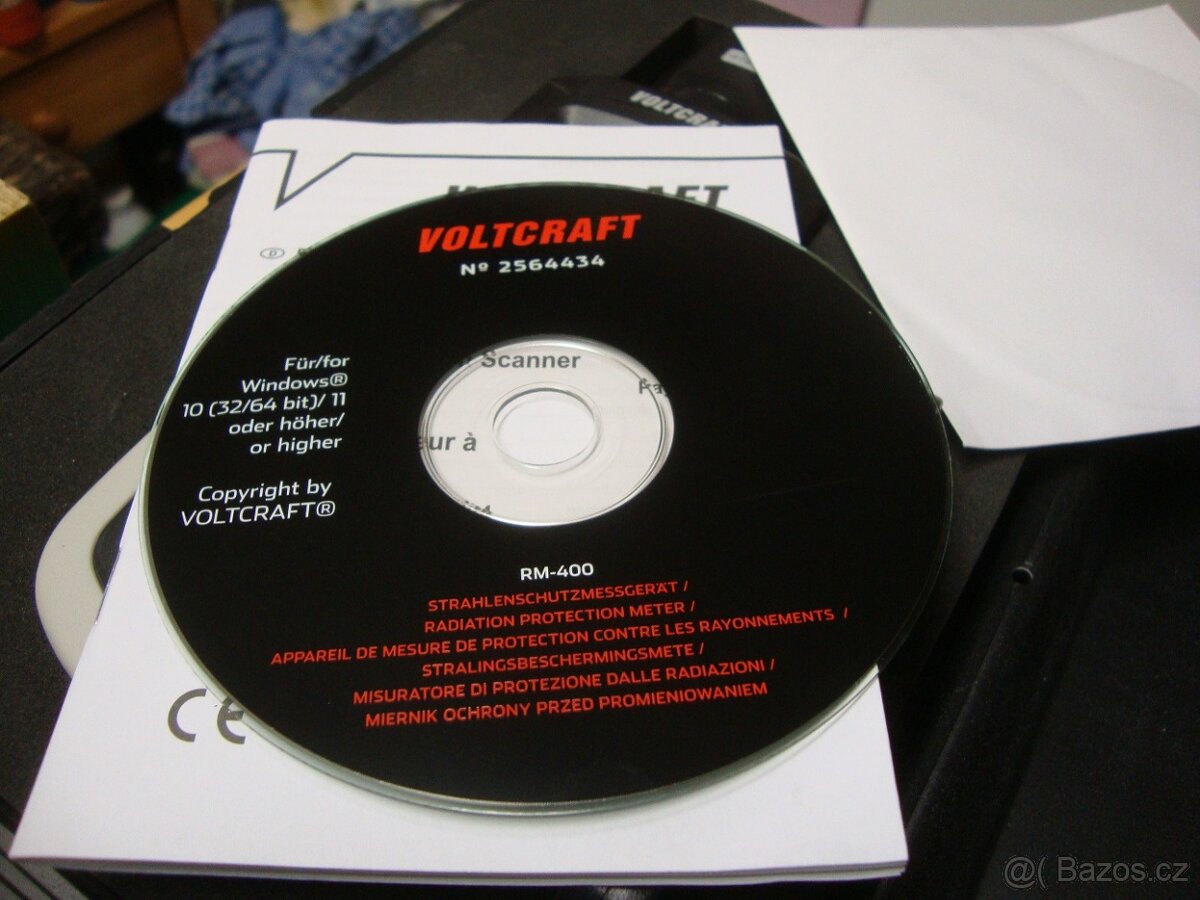 VOLTCRAFT
VOLTCRAFT
Nº 2564434
Scanner
eur à
Für/for
Windows®
10 (32/64 bit)/ 11
oder höher/
or higher
Copyright by
VOLTCRAFT®
RM-400
STRAHLENSCHUTZMESSGERÄT /
RADIATION PROTECTION METER /
APPAREIL DE MESURE DE PROTECTION CONTRE LES RAYONNEMENTS /
STRALINGSBESCHERMINGSMETE /
MISURATORE DI PROTEZIONE DALLE RADIAZIONI /
MIERNIK OCHRONY PRZED PROMIENIOWANIEM
CE
@( Bazos.cz